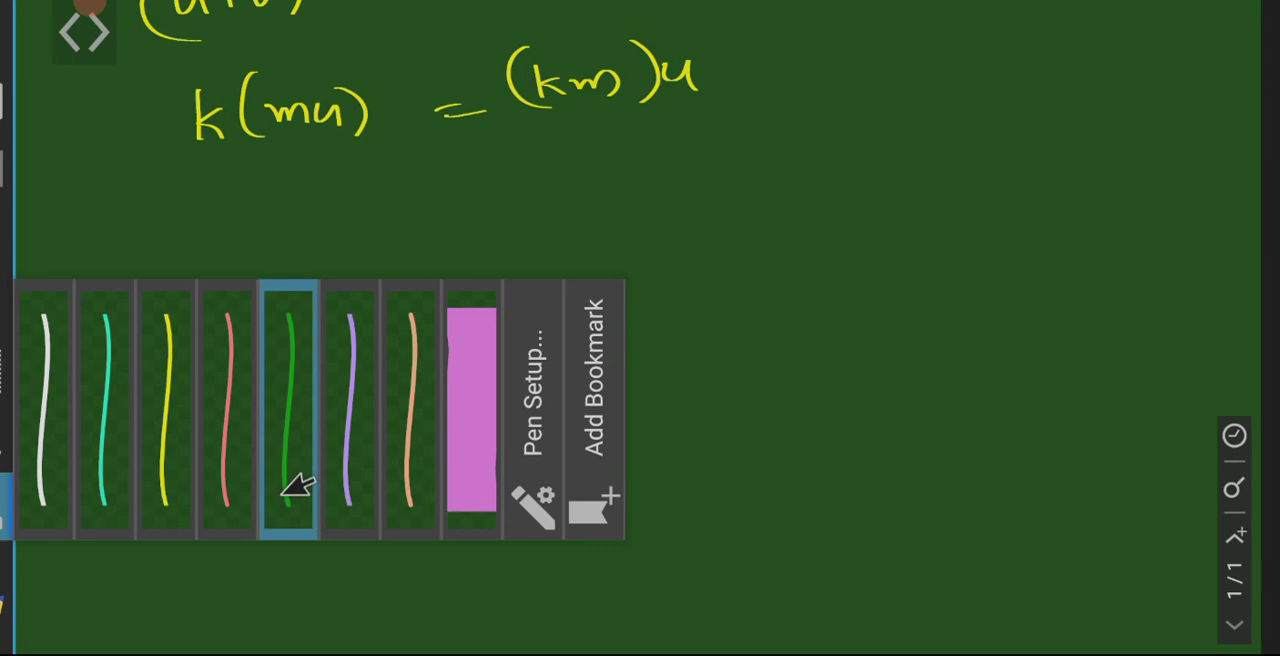 k(mu) = (km)u
Pen Setup...
Add Bookmark
1 / 1